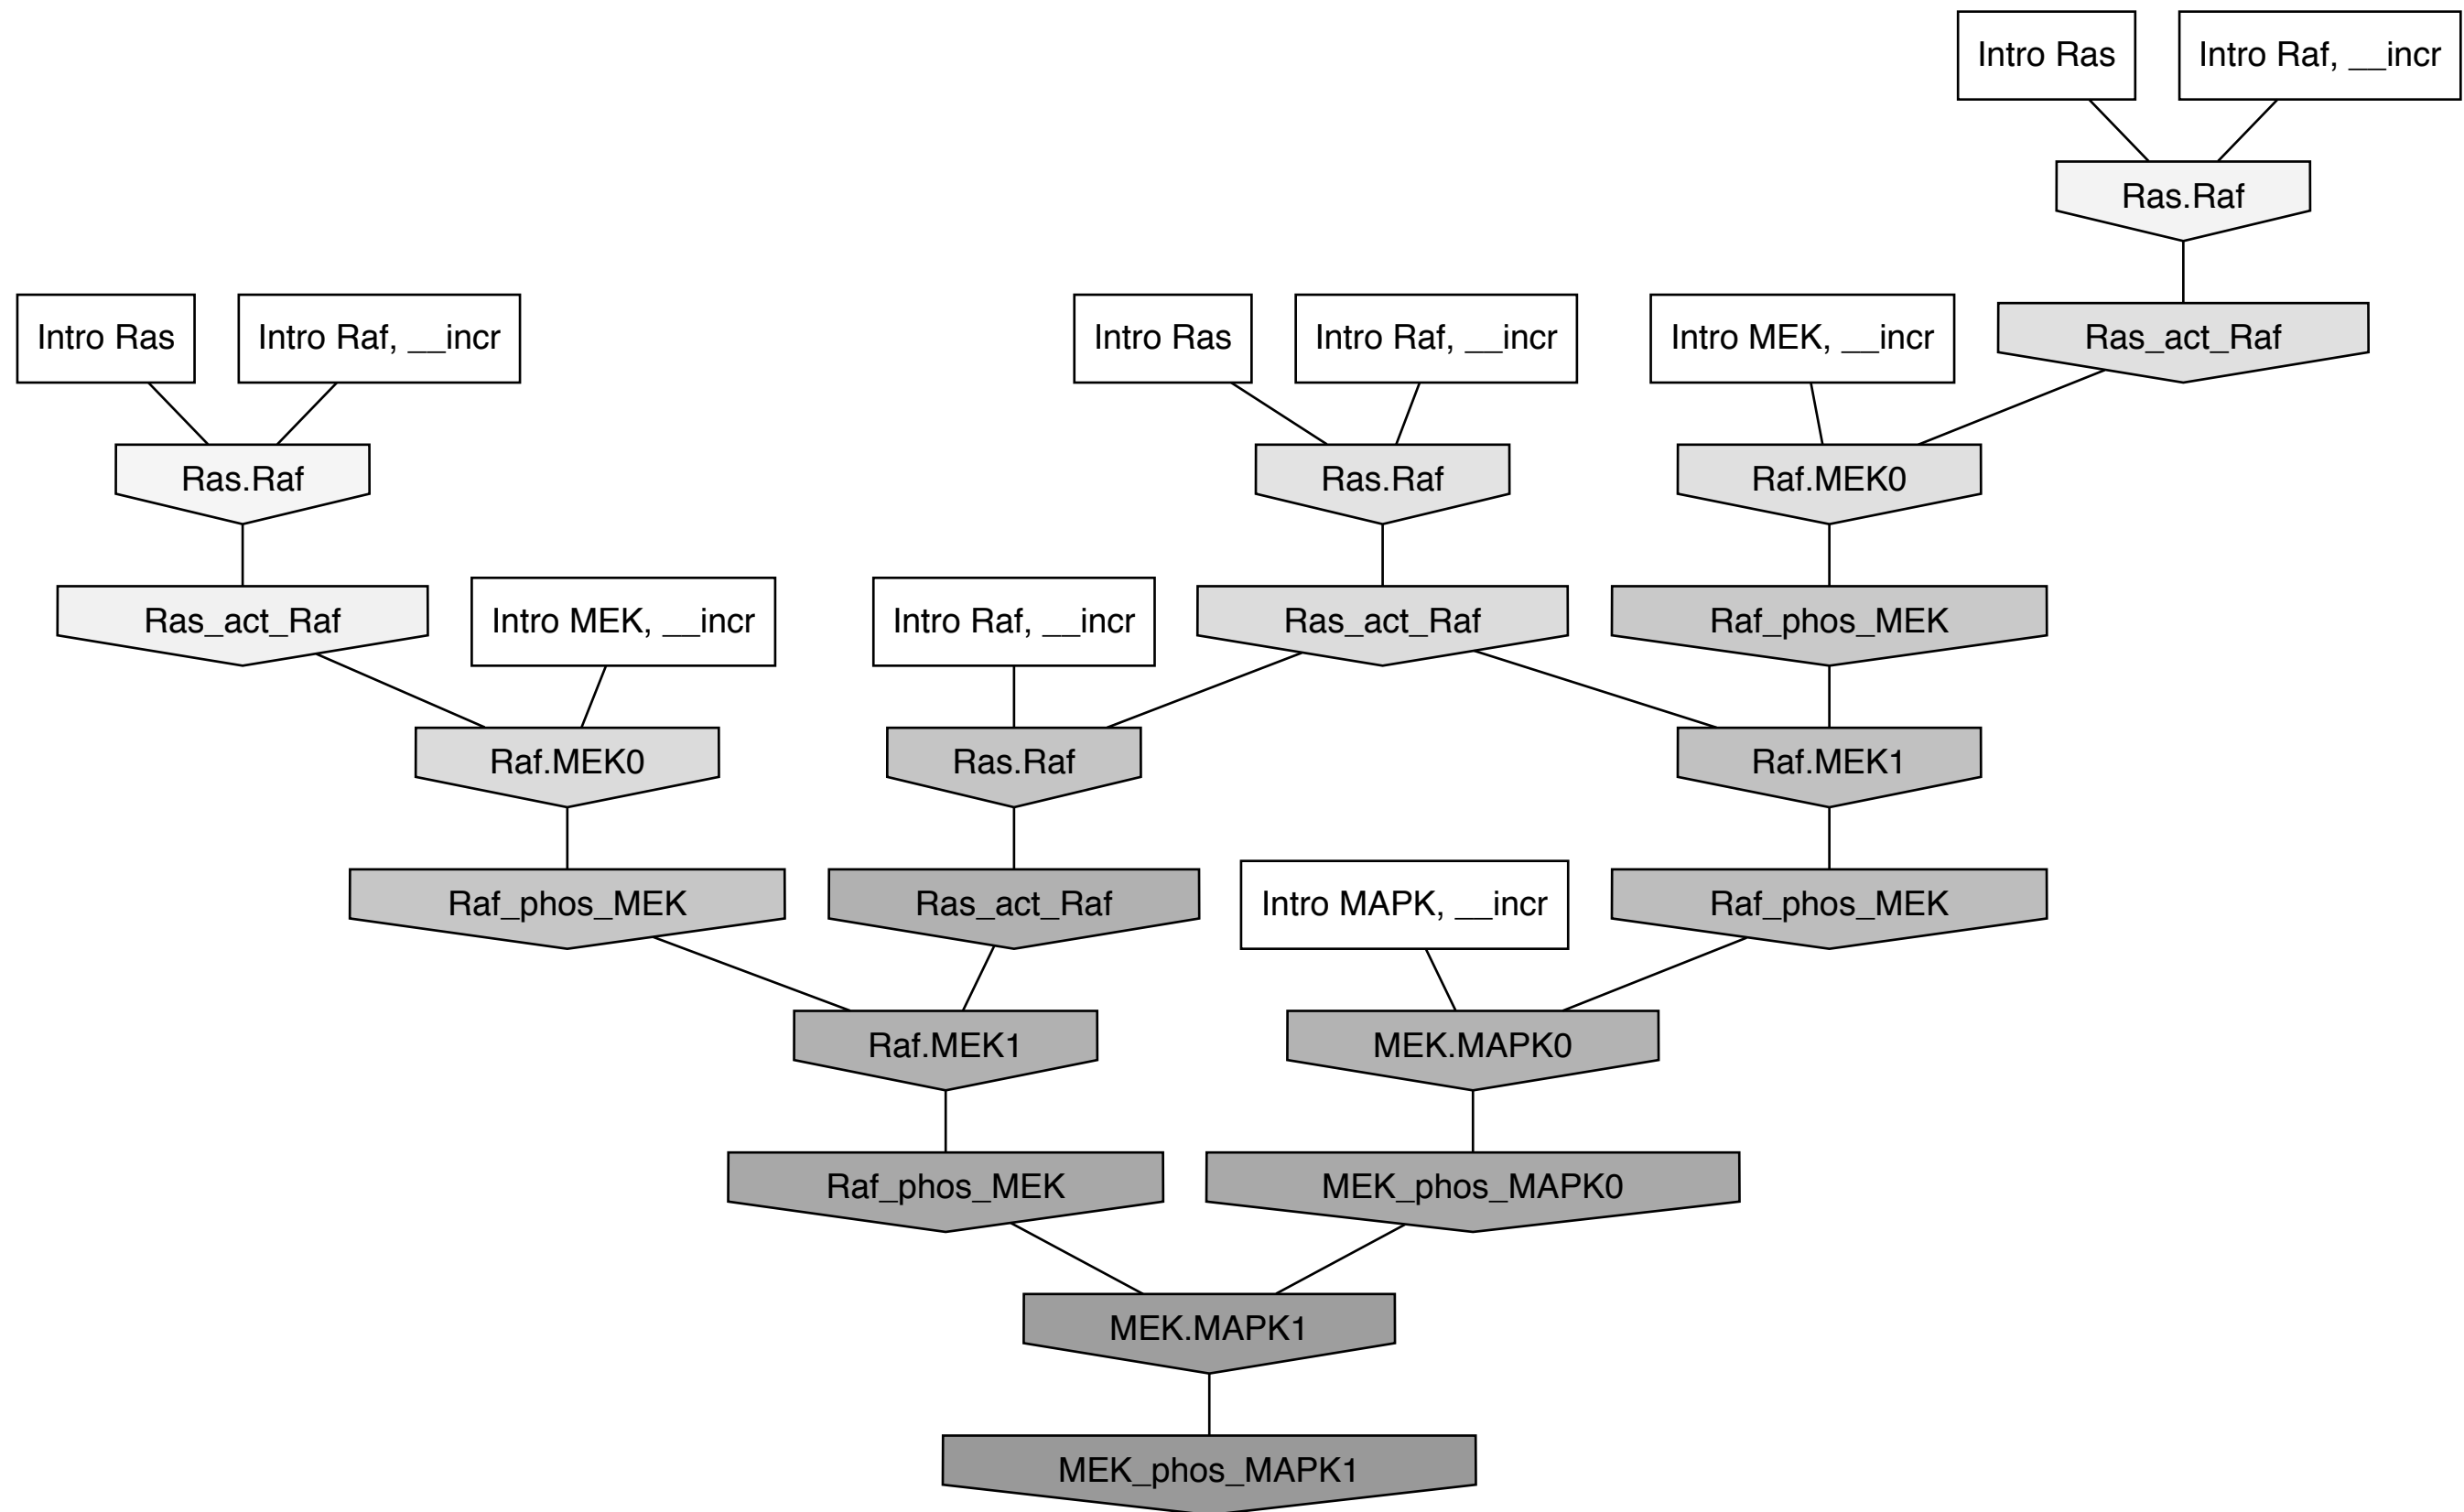 Intro Ras
Intro Raf, __incr
Ras.Raf
Intro Ras
Intro Raf, __incr
Intro Ras
Intro Raf, __incr
Intro MEK, __incr
Ras_act_Raf
Ras.Raf
Ras.Raf
Raf.MEK0
Ras_act_Raf
Intro MEK, __incr
Intro Raf, __incr
Ras_act_Raf
Raf_phos_MEK
Raf.MEK0
Ras.Raf
Raf.MEK1
Raf_phos_MEK
Ras_act_Raf
Intro MAPK, __incr
Raf_phos_MEK
Raf.MEK1
MEK.MAPK0
Raf_phos_MEK
MEK_phos_MAPK0
MEK.MAPK1
MEK_phos_MAPK1